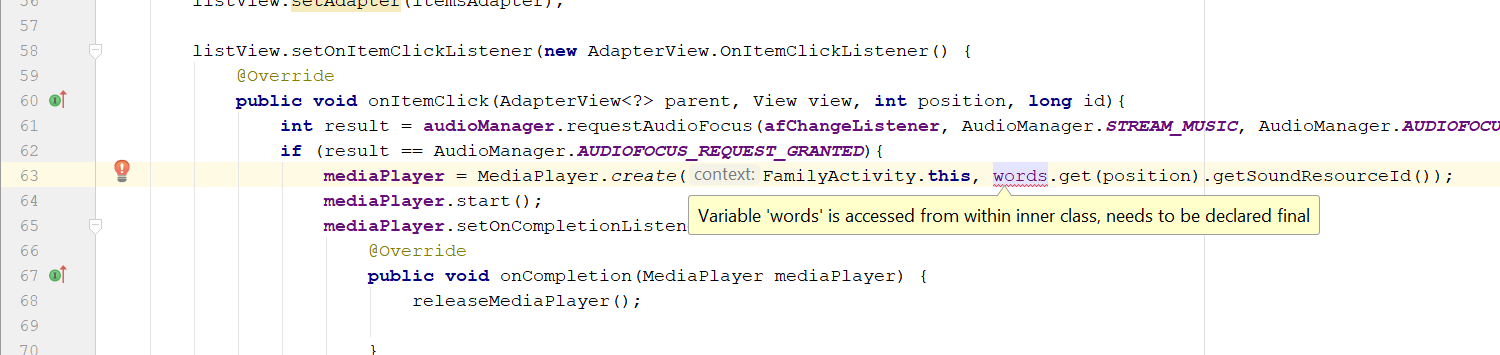 56 listView.setAdapter(itemsAdapter);
57
58 listView.setOnItemClickListener(new AdapterView.OnItemClickListener() {
59 @Override
60 public void onItemClick(AdapterView<?> parent, View view, int position, long id){
61 int result = audioManager.requestAudioFocus(afChangeListener, AudioManager.STREAM_MUSIC, AudioManager.AUDIOFOCU
62 if (result == AudioManager.AUDIOFOCUS_REQUEST_GRANTED){
63 mediaPlayer = MediaPlayer.create( context: FamilyActivity.this, words.get(position).getSoundResourceId());
64 mediaPlayer.start();
Variable 'words' is accessed from within inner class, needs to be declared final
65 mediaPlayer.setOnCompletionListen
66 @Override
67 public void onCompletion(MediaPlayer mediaPlayer) {
68 releaseMediaPlayer();
69
70 }